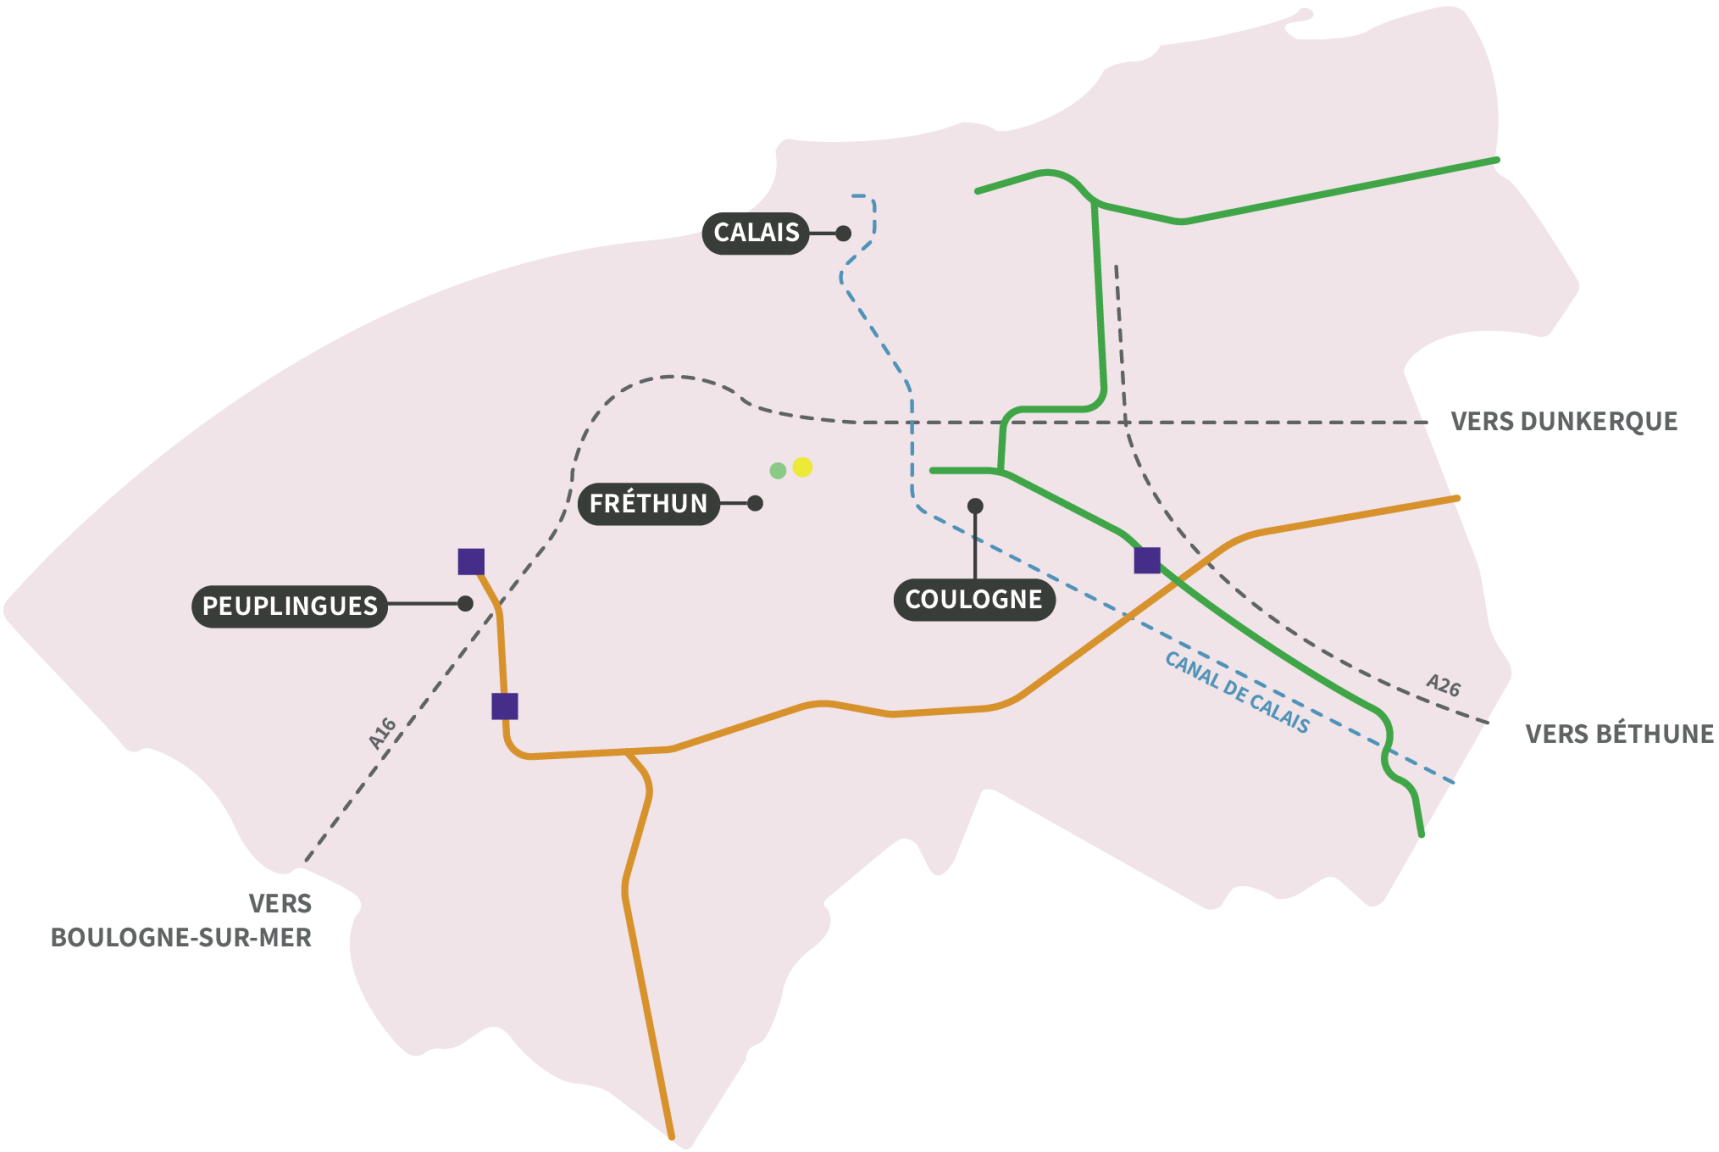 CALAIS
VERS DUNKERQUE
FRÉTHUN
PEUPLINGUES
COULOGNE
CANAL DE CALAIS
A26
A16
VERS BÉTHUNE
VERS
BOULOGNE-SUR-MER